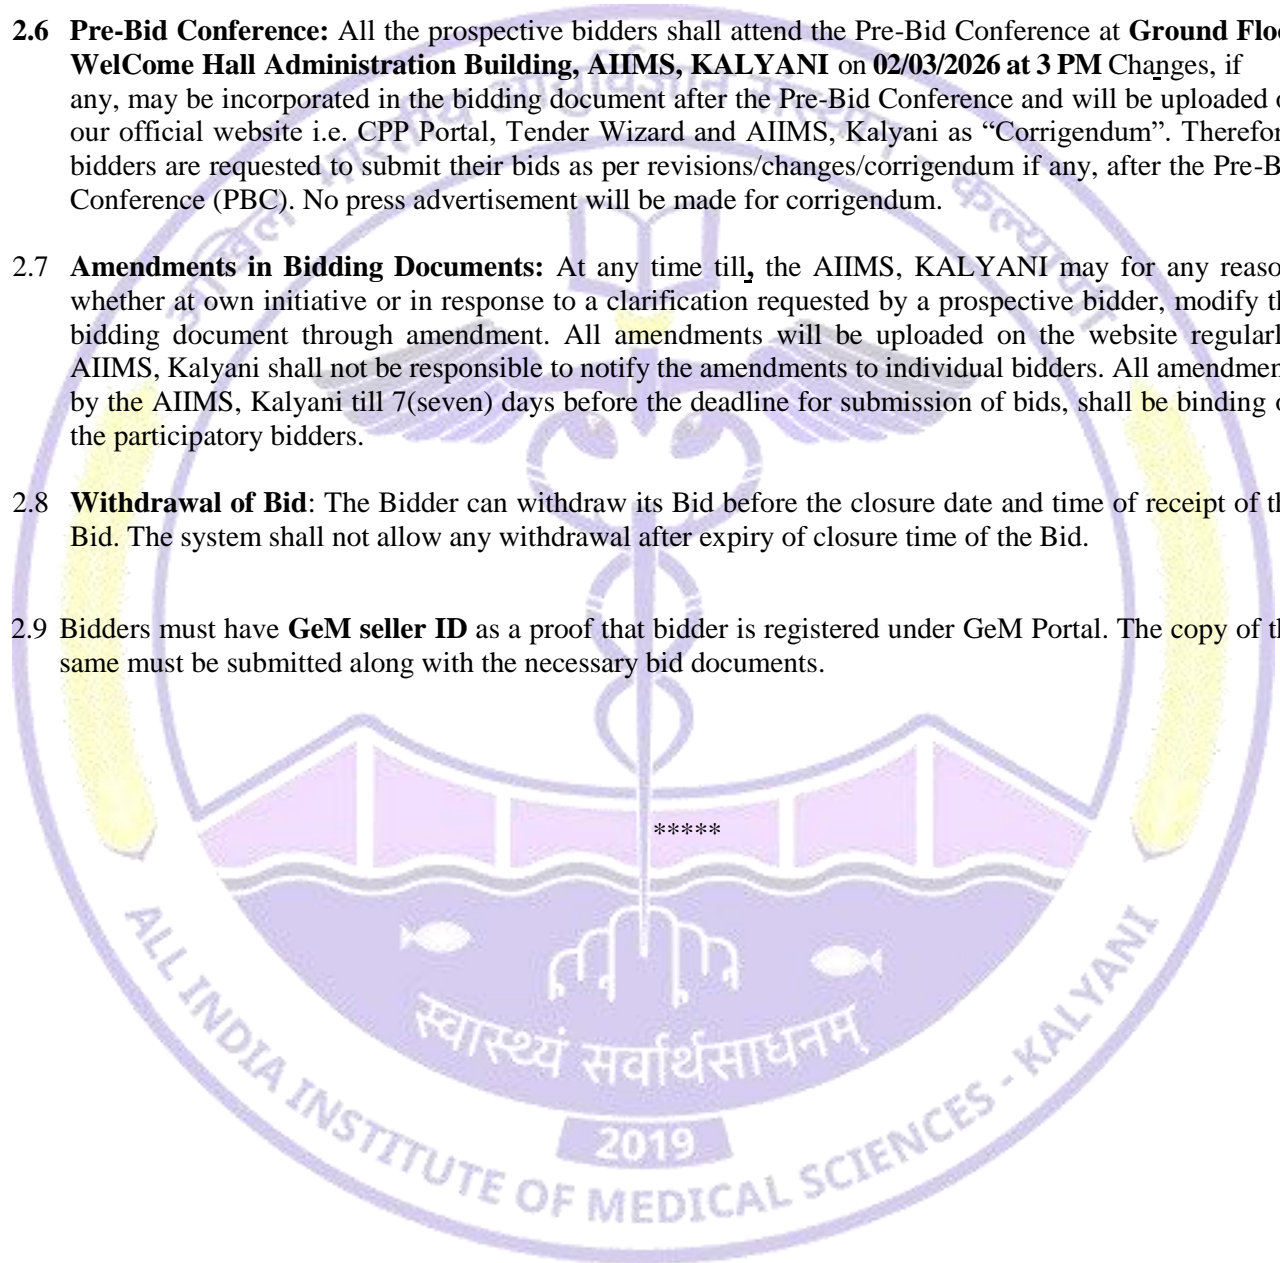 2.6 Pre-Bid Conference: All the prospective bidders shall attend the Pre-Bid Conference at Ground Floo
WelCome Hall Administration Building, AIIMS, KALYANI on 02/03/2026 at 3 PM Changes, if
any, may be incorporated in the bidding document after the Pre-Bid Conference and will be uploaded o
our official website i.e. CPP Portal, Tender Wizard and AIIMS, Kalyani as “Corrigendum”. Therefor
bidders are requested to submit their bids as per revisions/changes/corrigendum if any, after the Pre-B
Conference (PBC). No press advertisement will be made for corrigendum.
2.7 Amendments in Bidding Documents: At any time till, the AIIMS, KALYANI may for any reaso
whether at own initiative or in response to a clarification requested by a prospective bidder, modify th
bidding document through amendment. All amendments will be uploaded on the website regularl
AIIMS, Kalyani shall not be responsible to notify the amendments to individual bidders. All amendmen
by the AIIMS, Kalyani till 7(seven) days before the deadline for submission of bids, shall be binding o
the participatory bidders.
2.8 Withdrawal of Bid: The Bidder can withdraw its Bid before the closure date and time of receipt of th
Bid. The system shall not allow any withdrawal after expiry of closure time of the Bid.
2.9 Bidders must have GeM seller ID as a proof that bidder is registered under GeM Portal. The copy of th
same must be submitted along with the necessary bid documents.
*****
अखिल भारतीय आयुर्विज्ञान संस्थान - कल्याणी
स्वास्थ्यं सर्वार्थसाधनम्
2019
ALL INDIA INSTITUTE OF MEDICAL SCIENCES - KALYANI